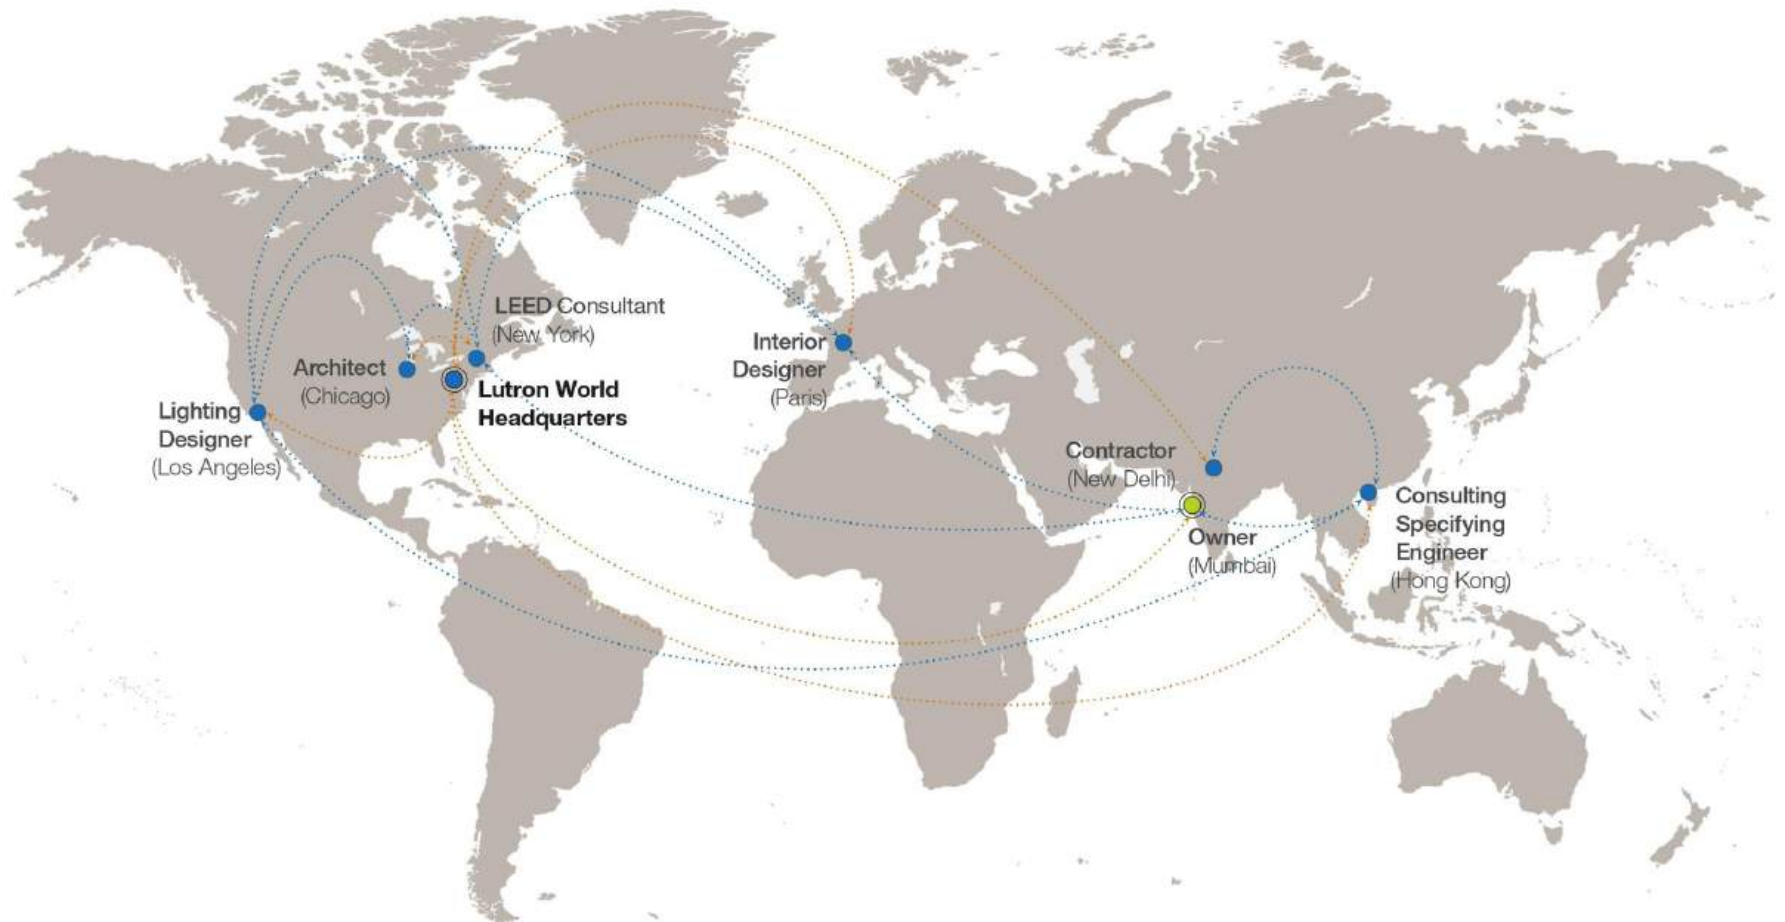 LEED Consultant
(New York)
Architect
(Chicago)
Lutron World
Headquarters
Lighting
Designer
(Los Angeles)
Interior
Designer
(Paris)
Contractor
(New Delhi)
Owner
(Mumbai)
Consulting
Specifying
Engineer
(Hong Kong)